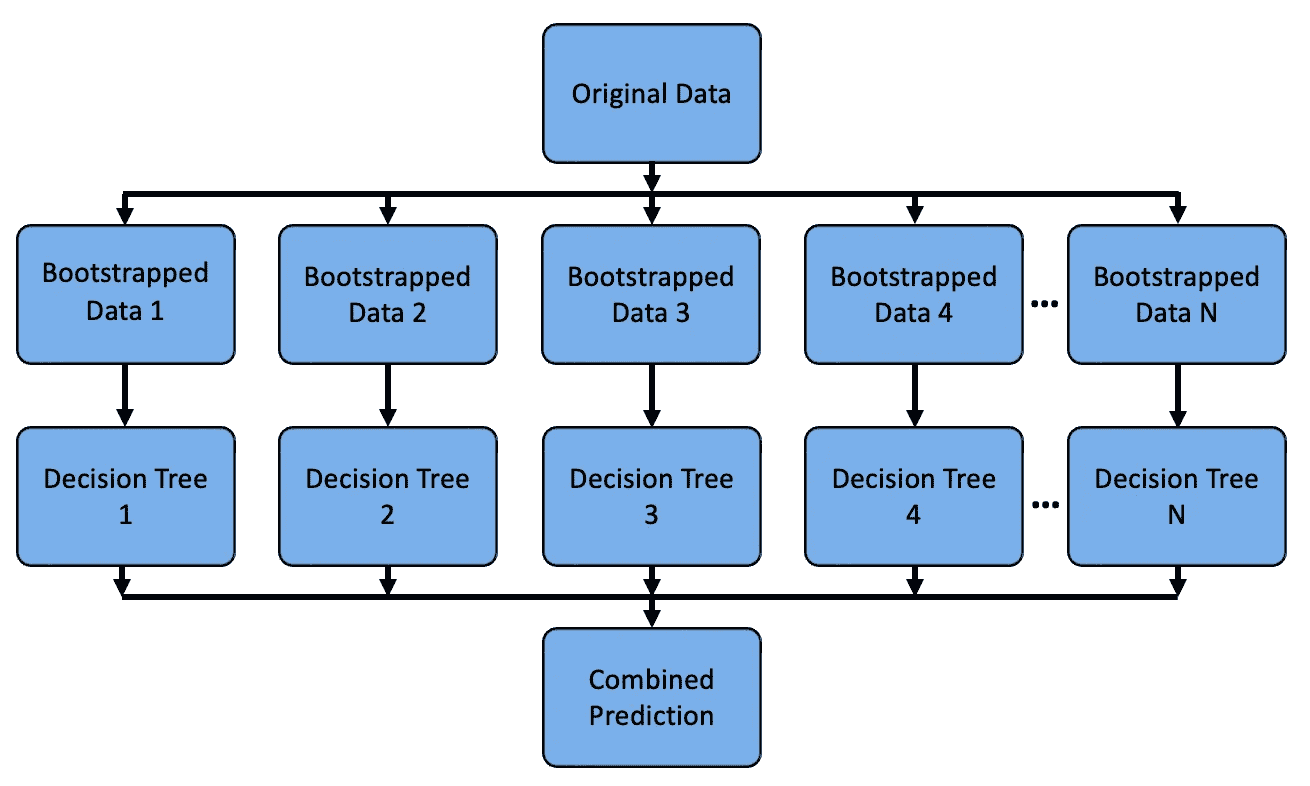 Original Data
Bootstrapped
Data 1
Bootstrapped
Data 2
Bootstrapped
Data 3
Bootstrapped
Data 4
...
Bootstrapped
Data N
Decision Tree
1
Decision Tree
2
Decision Tree
3
Decision Tree
4
...
Decision Tree
N
Combined
Prediction